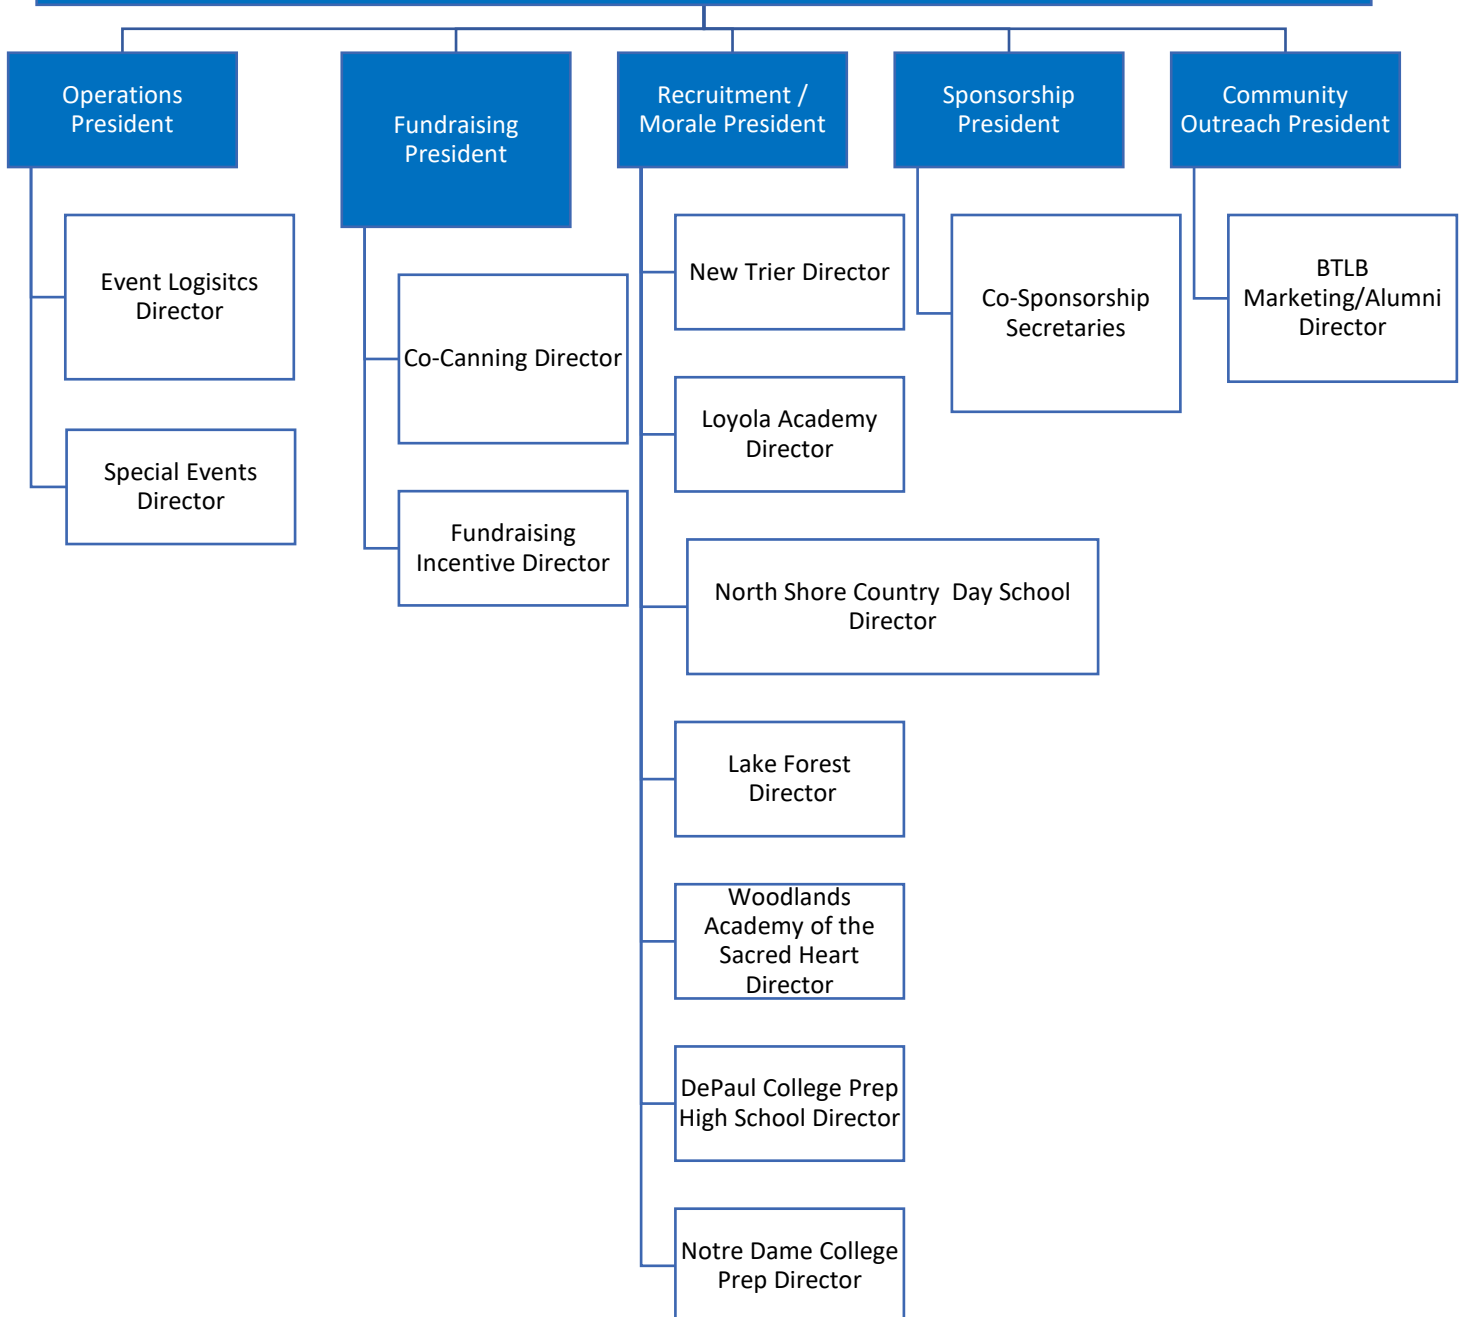 Operations
President
Fundraising
President
Recruitment /
Morale President
Sponsorship
President
Community
Outreach President
Event Logisitcs
Director
Special Events
Director
Co-Canning Director
Fundraising
Incentive Director
New Trier Director
Loyola Academy
Director
North Shore Country  Day School
Director
Lake Forest
Director
Woodlands
Academy of the
Sacred Heart
Director
DePaul College Prep
High School Director
Notre Dame College
Prep Director
Co-Sponsorship
Secretaries
BTLB
Marketing/Alumni
Director